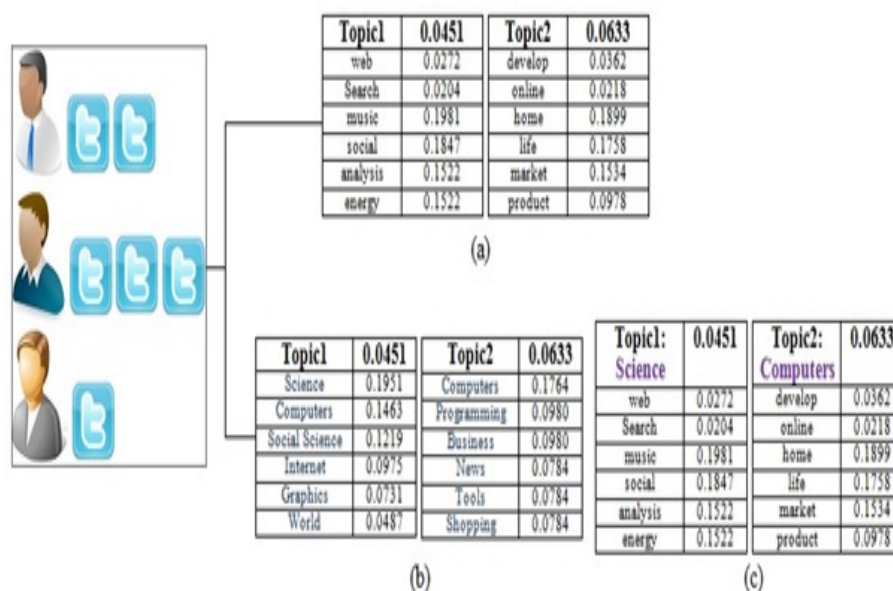 Topic1 0.0451 Topic2 0.0633
web 0.0272 develop 0.0362
Search 0.0204 online 0.0218
music 0.1981 home 0.1899
social 0.1847 life 0.1758
analysis 0.1522 market 0.1534
energy 0.1522 product 0.0978
(a)
Topic1 0.0451 Topic2 0.0633
Science 0.1951 Computers 0.1764
Computers 0.1463 Programming 0.0980
Social Science 0.1219 Business 0.0980
Internet 0.0975 News 0.0784
Graphics 0.0731 Tools 0.0784
World 0.0487 Shopping 0.0784
(b)
Topic1: 0.0451 Topic2: 0.0633
Science Computers
web 0.0272 develop 0.0362
Search 0.0204 online 0.0218
music 0.1981 home 0.1899
social 0.1847 life 0.1758
analysis 0.1522 market 0.1534
energy 0.1522 product 0.0978
(c)
t t
t t t
t